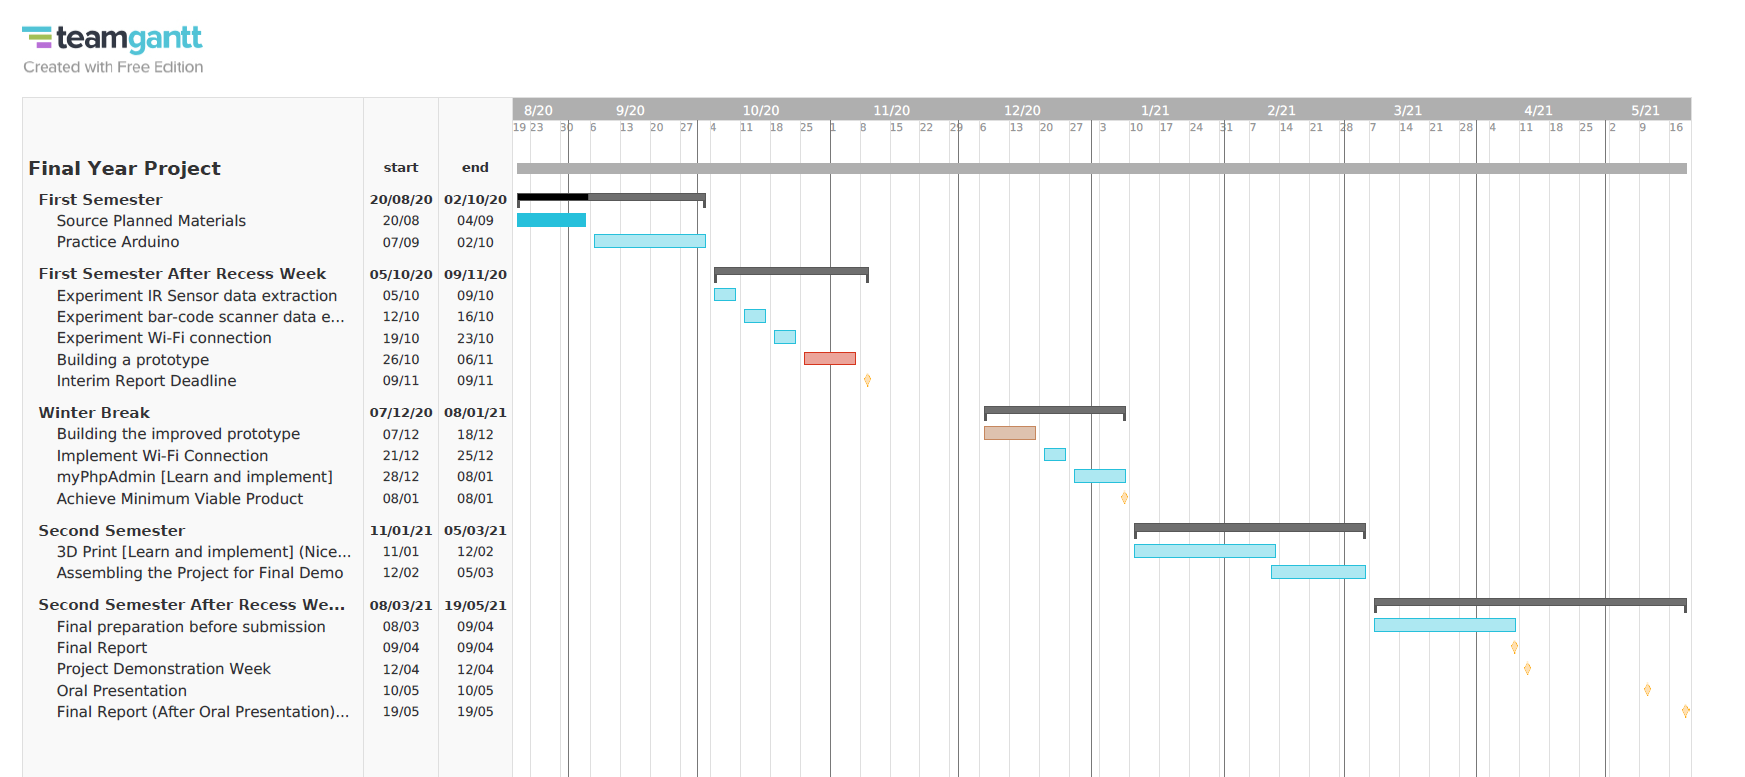 teamgantt
Created with Free Edition
8/20 9/20 10/20 11/20 12/20 1/21 2/21 3/21 4/21 5/21
19 23 30 6 13 20 27 4 11 18 25 1 8 15 22 29 6 13 20 27 3 10 17 24 31 7 14 21 28 7 14 21 28 4 11 18 25 2 9 16
Final Year Project start end
First Semester 20/08/20 02/10/20
Source Planned Materials 20/08 04/09
Practice Arduino 07/09 02/10
First Semester After Recess Week 05/10/20 09/11/20
Experiment IR Sensor data extraction 05/10 09/10
Experiment bar-code scanner data e... 12/10 16/10
Experiment Wi-Fi connection 19/10 23/10
Building a prototype 26/10 06/11
Interim Report Deadline 09/11 09/11
Winter Break 07/12/20 08/01/21
Building the improved prototype 07/12 18/12
Implement Wi-Fi Connection 21/12 25/12
myPhpAdmin [Learn and implement] 28/12 08/01
Achieve Minimum Viable Product 08/01 08/01
Second Semester 11/01/21 05/03/21
3D Print [Learn and implement] (Nice... 11/01 12/02
Assembling the Project for Final Demo 12/02 05/03
Second Semester After Recess We... 08/03/21 19/05/21
Final preparation before submission 08/03 09/04
Final Report 09/04 09/04
Project Demonstration Week 12/04 12/04
Oral Presentation 10/05 10/05
Final Report (After Oral Presentation)... 19/05 19/05